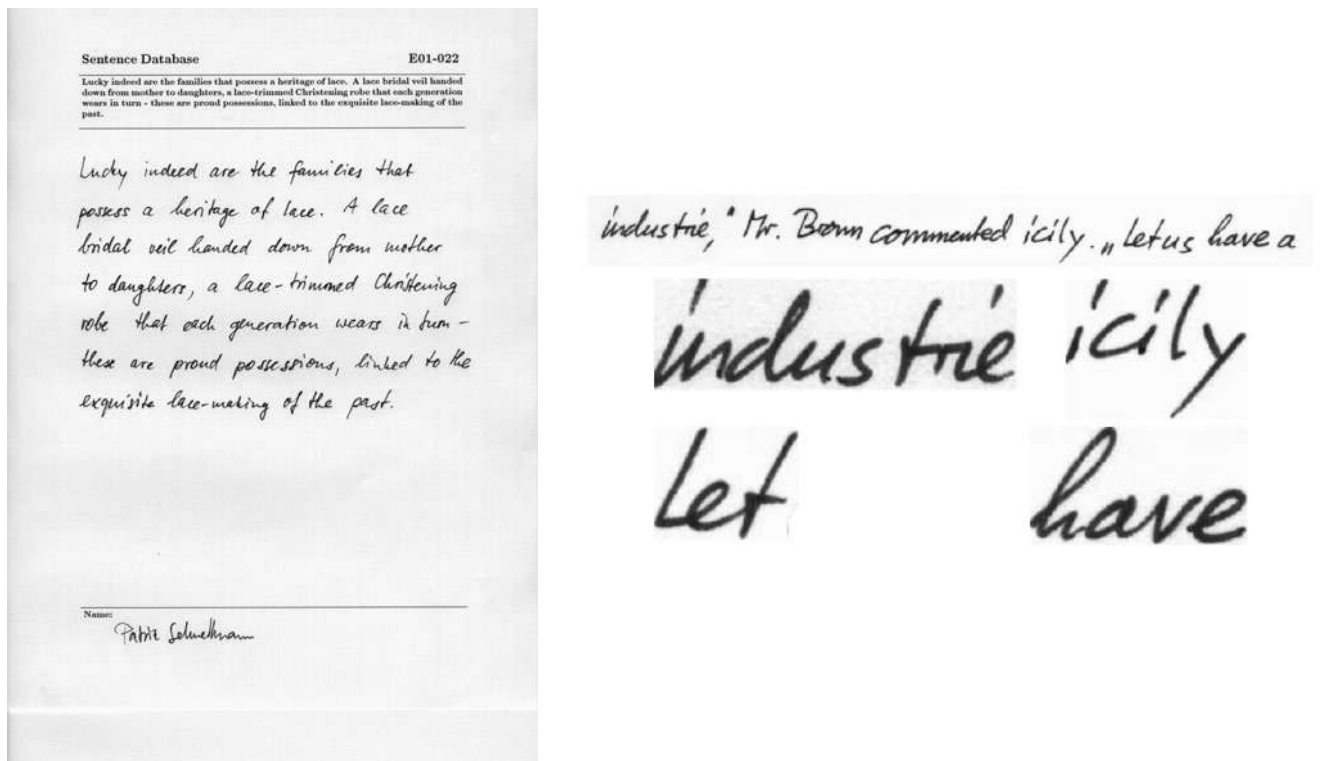 Sentence Database E01-022
Lucky indeed are the families that possess a heritage of lace. A lace bridal veil handed
down from mother to daughters, a lace-trimmed Christening robe that each generation
wears in turn - these are proud possessions, linked to the exquisite lace-making of the
past.
Lucky indeed are the families that
possess a heritage of lace. A lace
bridal veil handed down from mother
to daughters, a lace-trimmed Christening
robe that each generation wears in turn -
these are proud possessions, linked to the
exquisite lace-making of the past.
Name:
industrie," Mr. Brown commented icily. „Let us have a
industrie icily
Let have